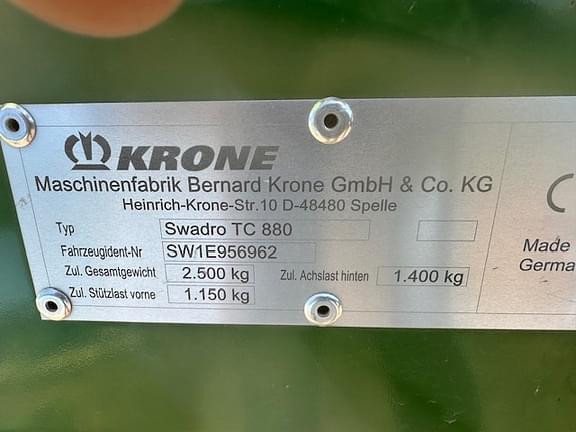 KRONE
Maschinenfabrik Bernard Krone GmbH & Co. KG
Heinrich-Krone-Str.10 D-48480 Spelle
Typ Swadro TC 880
Fahrzeugident-Nr SW1E956962
Zul. Gesamtgewicht 2.500 kg Zul. Achslast hinten 1.400 kg
Zul. Stützlast vorne 1.150 kg
C
Made
Germa